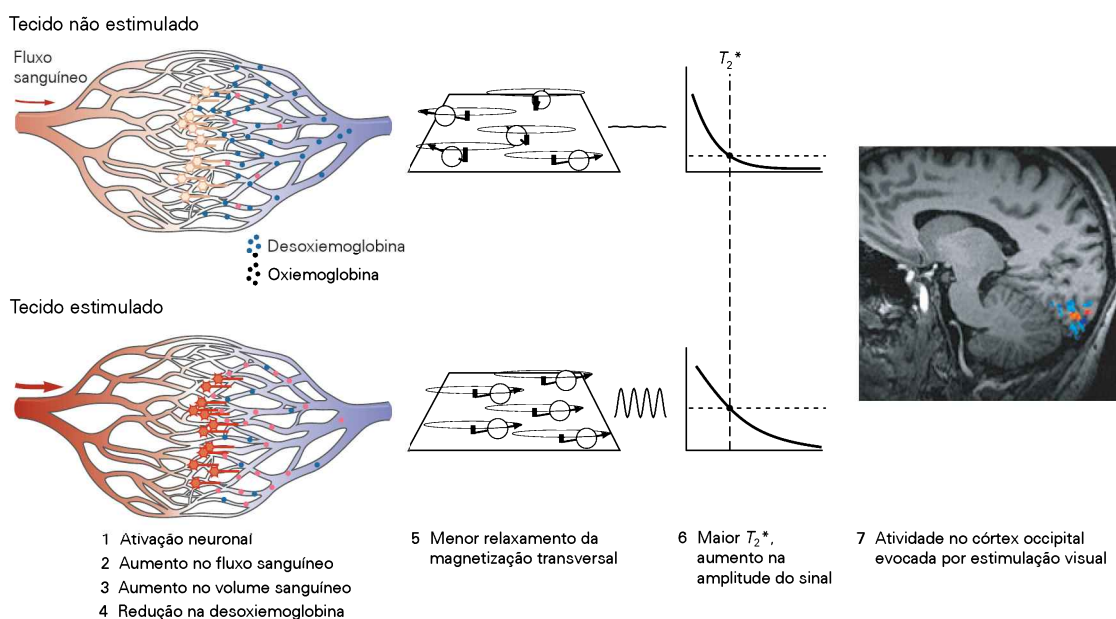 Tecido não estimulado
Fluxo
sanguíneo
T2*
Desoxiemoglobina
Oxiemoglobina
Tecido estimulado
1 Ativação neuronal
2 Aumento no fluxo sanguíneo
3 Aumento no volume sanguíneo
4 Redução na desoxiemoglobina
5 Menor relaxamento da
magnetização transversal
6 Maior T2*,
aumento na
amplitude do sinal
7 Atividade no córtex occipital
evocada por estimulação visual